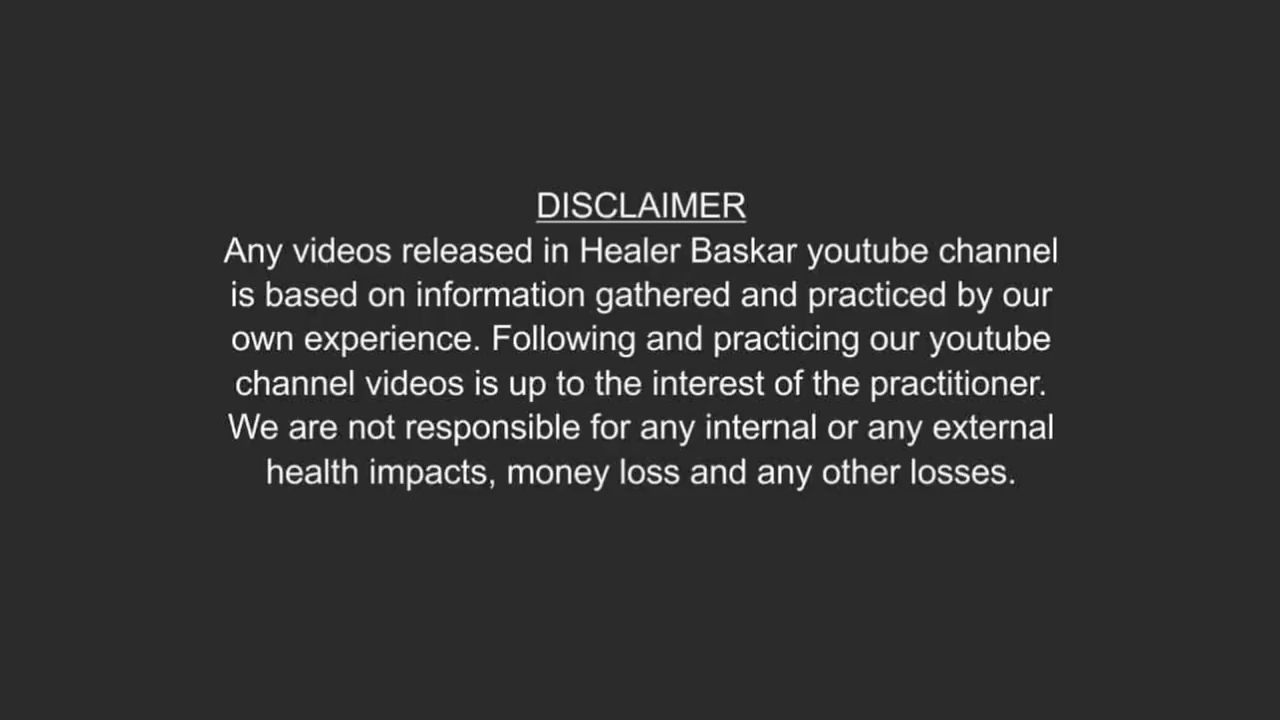 DISCLAIMER
Any videos released in Healer Baskar youtube channel
is based on information gathered and practiced by our
own experience. Following and practicing our youtube
channel videos is up to the interest of the practitioner.
We are not responsible for any internal or any external
health impacts, money loss and any other losses.